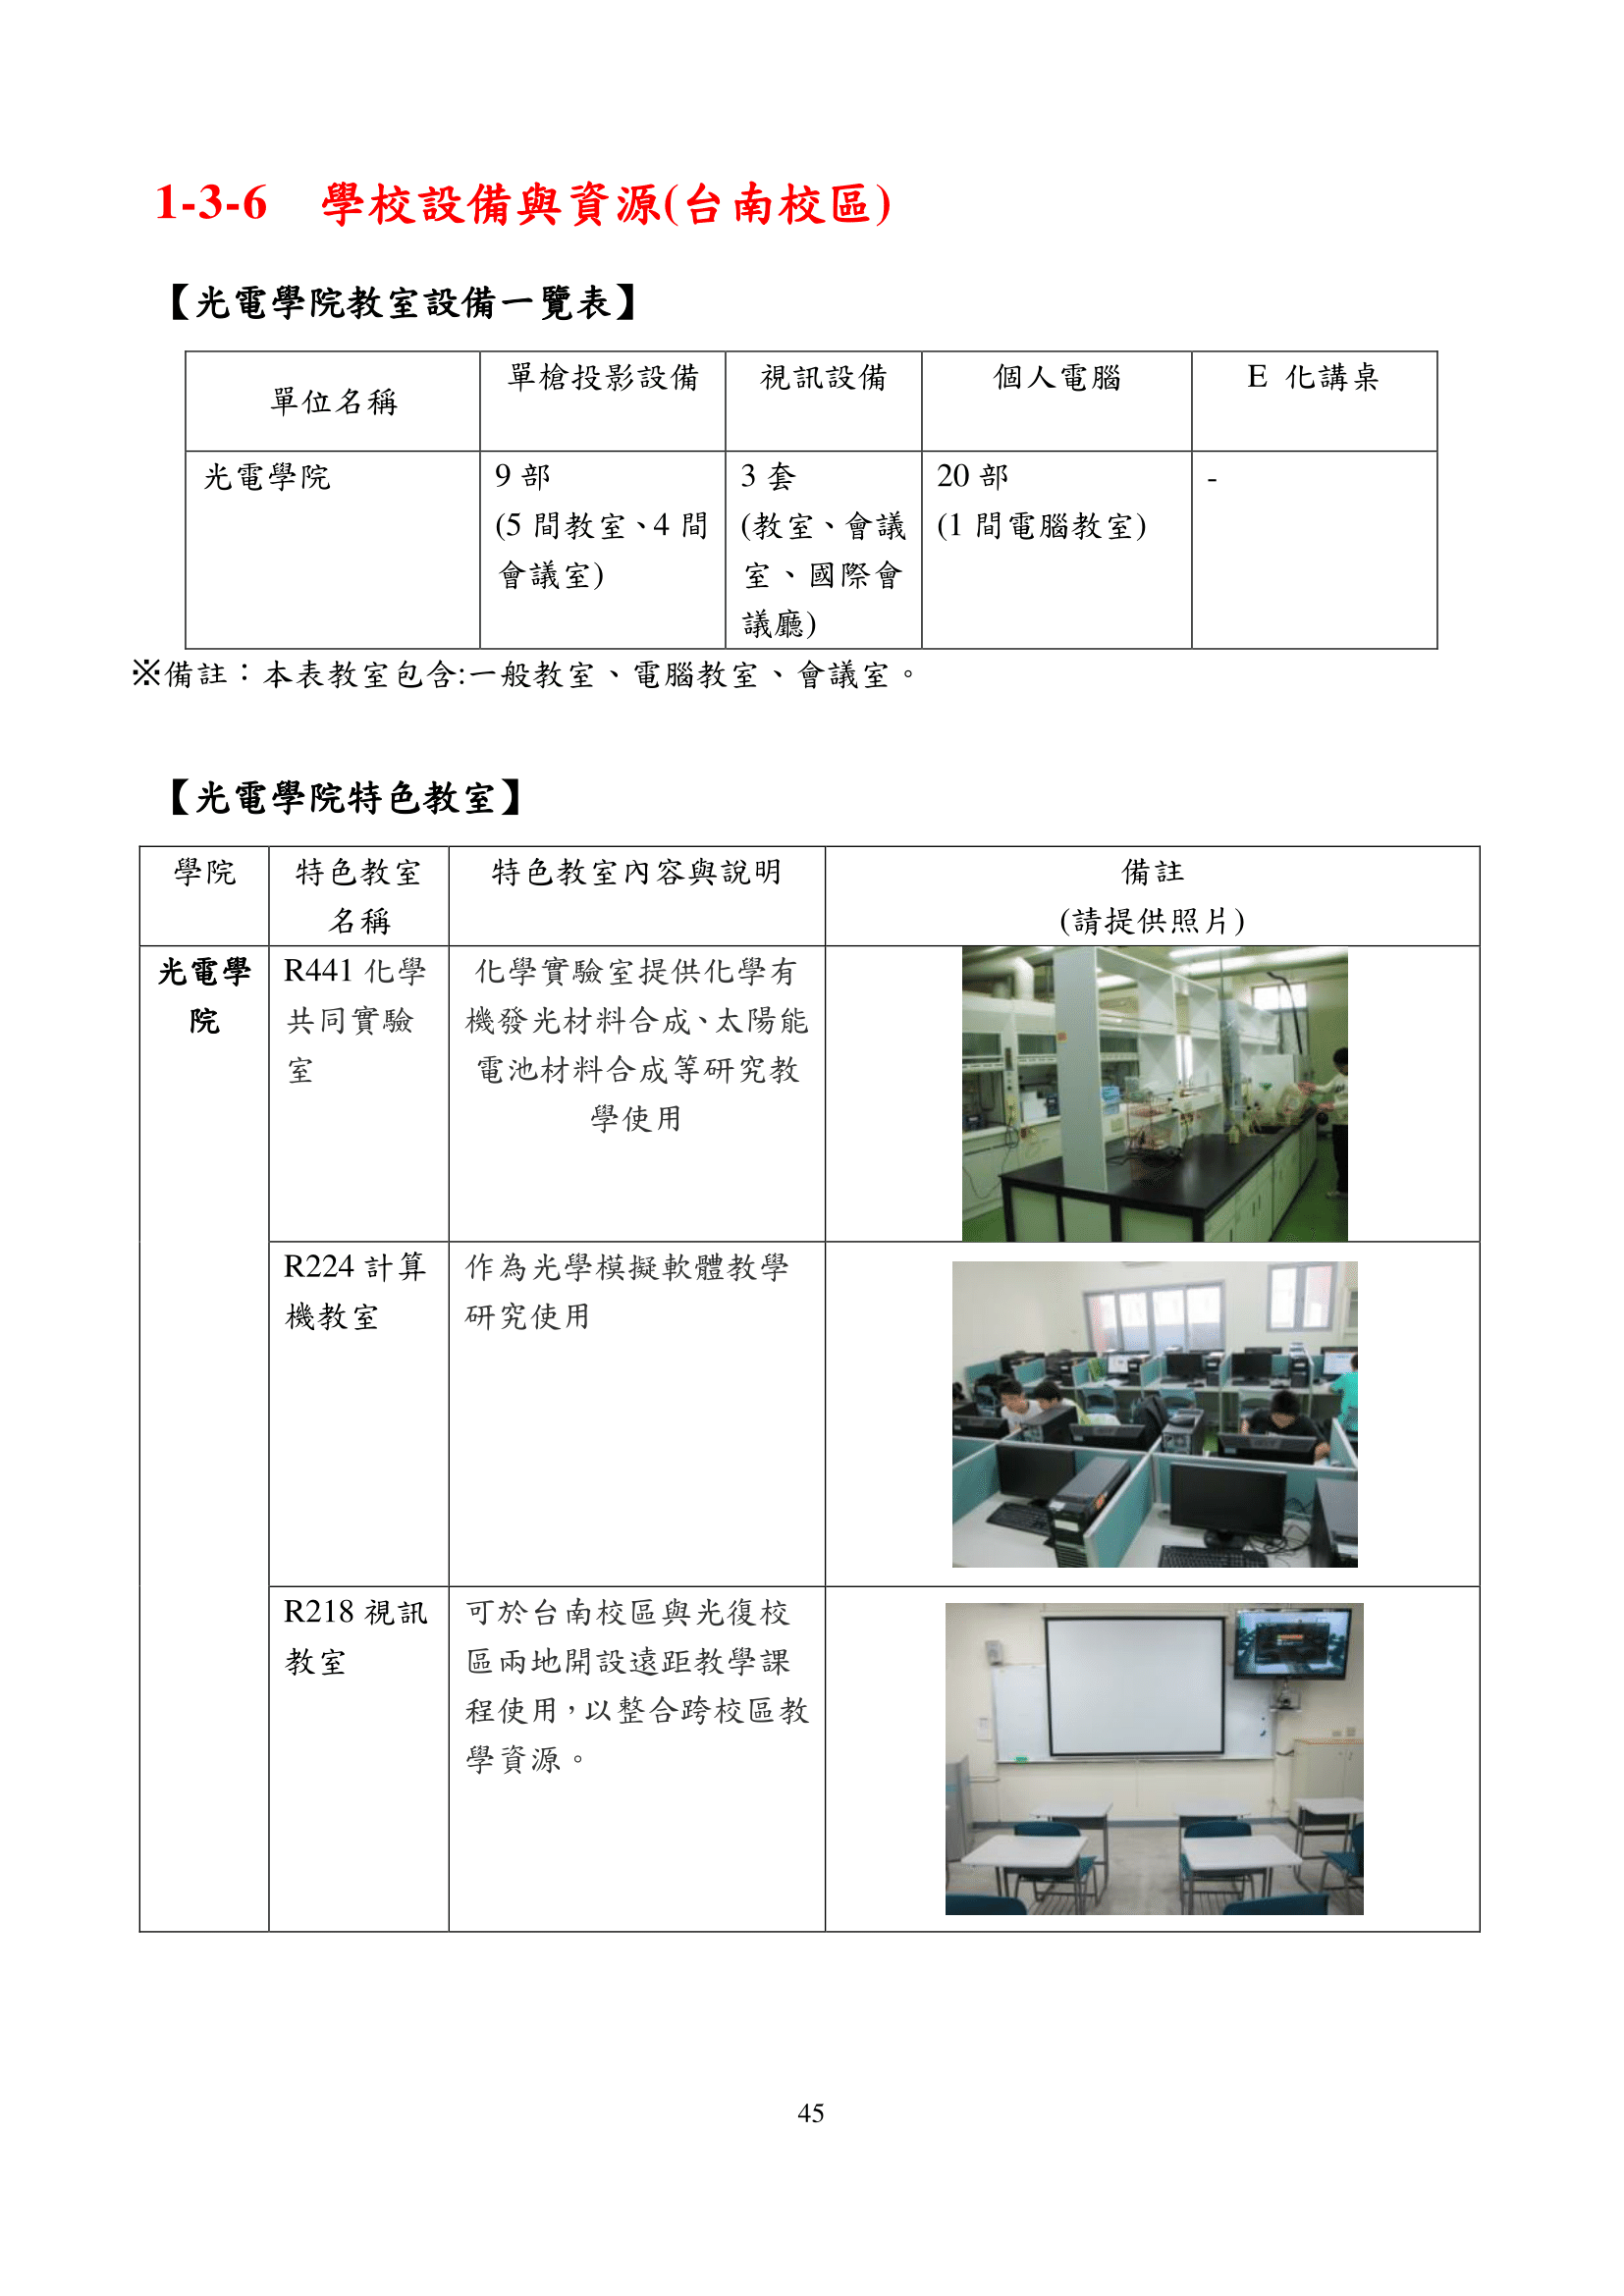 1-3-6 學校設備與資源(台南校區)
【光電學院教室設備一覽表】
單位名稱
單槍投影設備
視訊設備
個人電腦
E 化講桌
光電學院
9 部
(5 間教室、4 間
會議室)
3 套
(教室、會議
室、國際會
議廳)
20 部
(1 間電腦教室)
-
※備註：本表教室包含:一般教室、電腦教室、會議室。
【光電學院特色教室】
學院
特色教室
名稱
特色教室內容與說明
備註
(請提供照片)
光電學
院
R441 化學
共同實驗
室
化學實驗室提供化學有
機發光材料合成、太陽能
電池材料合成等研究教
學使用
R224 計算
機教室
作為光學模擬軟體教學
研究使用
R218 視訊
教室
可於台南校區與光復校
區兩地開設遠距教學課
程使用，以整合跨校區教
學資源。
45